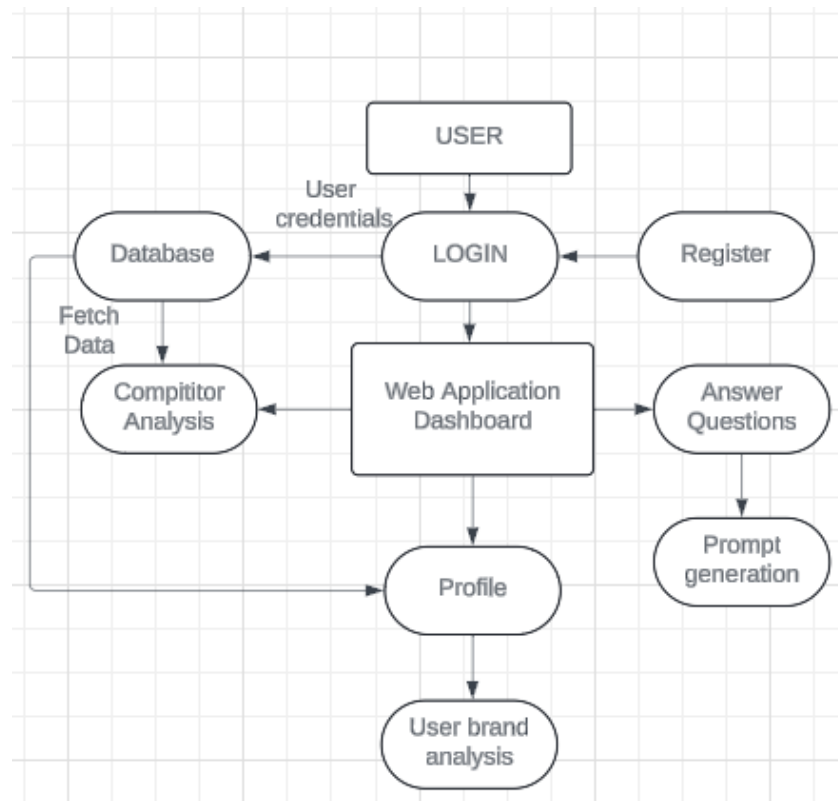 USER
User
credentials
Database
LOGIN
Register
Fetch
Data
Compititor
Analysis
Web Application
Dashboard
Answer
Questions
Prompt
generation
Profile
User brand
analysis